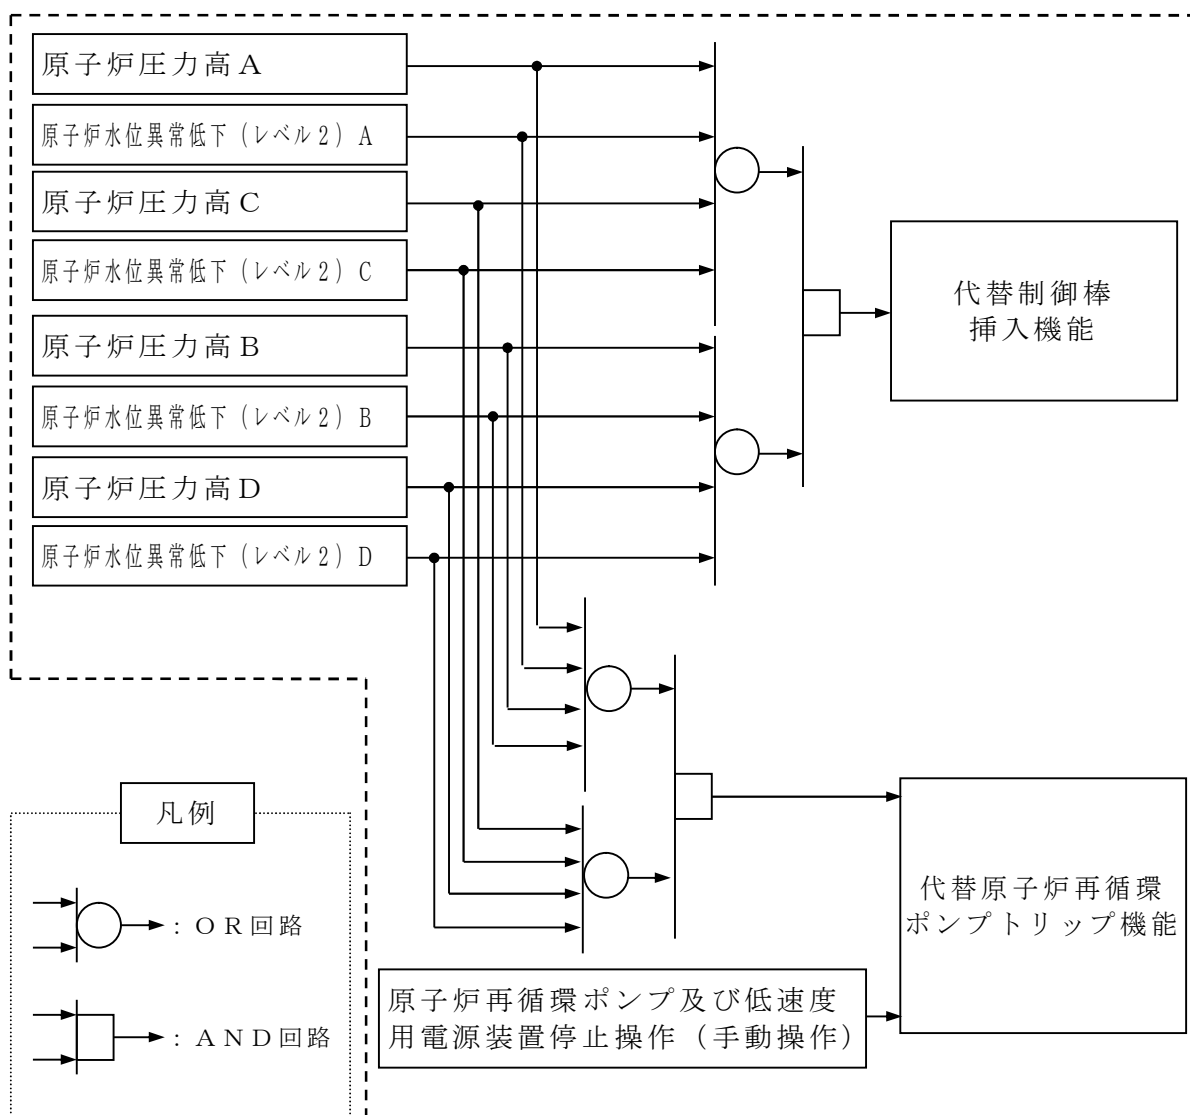 原子炉圧力高A
原子炉水位異常低下（レベル2）A
原子炉圧力高C
原子炉水位異常低下（レベル2）C
原子炉圧力高B
原子炉水位異常低下（レベル2）B
原子炉圧力高D
原子炉水位異常低下（レベル2）D
代替制御棒
挿入機能
代替原子炉再循環
ポンプトリップ機能
原子炉再循環ポンプ及び低速度
用電源装置停止操作（手動操作）
凡例
：OR回路
：AND回路